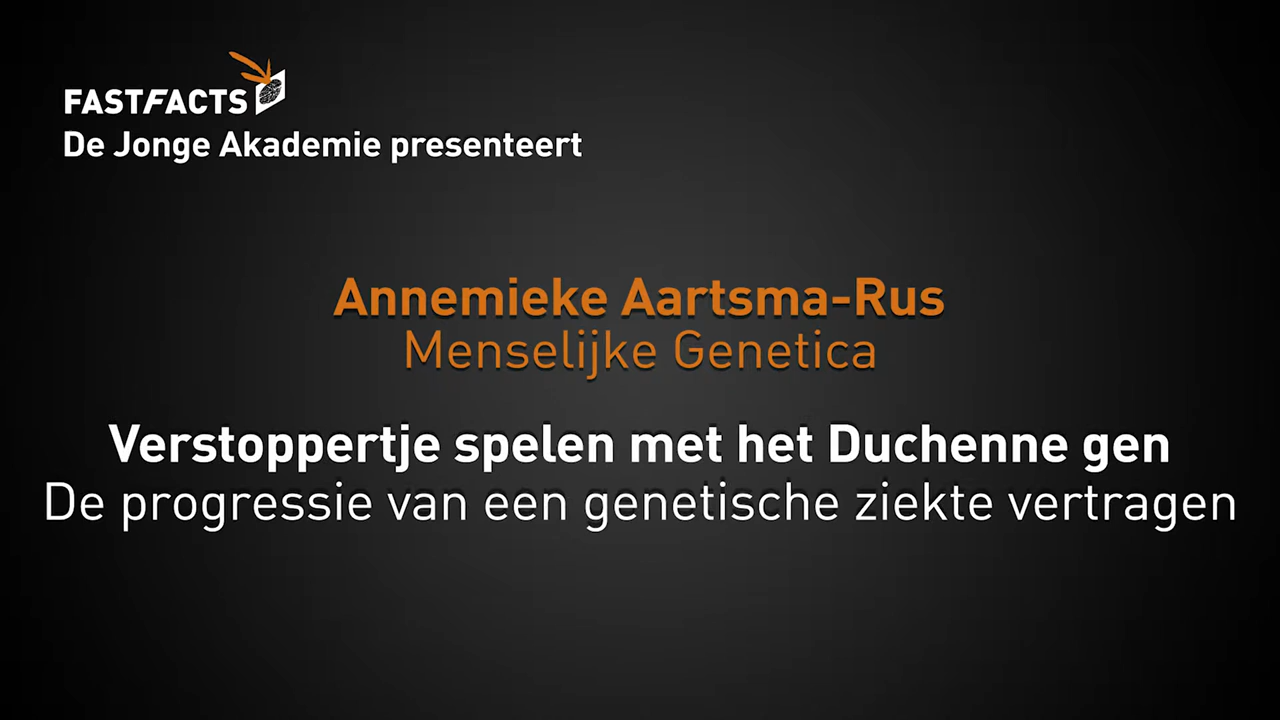 FASTFACTS
De Jonge Akademie presenteert
Annemieke Aartsma-Rus
Menselijke Genetica
Verstoppertje spelen met het Duchenne gen
De progressie van een genetische ziekte vertragen